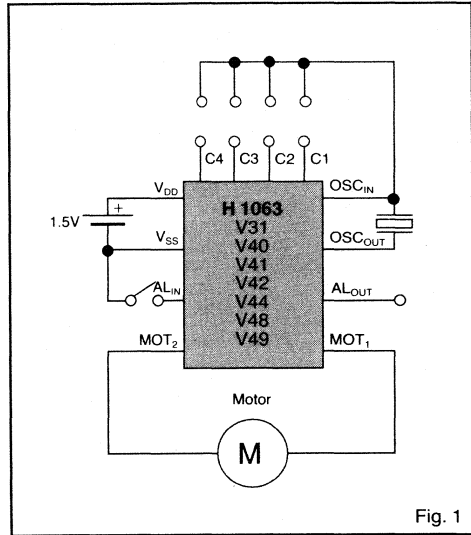 C4 C3 C2 C1
V_DD OSC_IN
H 1063
V31
1.5V + V40
V_SS OSC_OUT
V41
V42
AL_IN AL_OUT
V44
V48
V49
MOT_2 MOT_1
Motor
M
Fig. 1